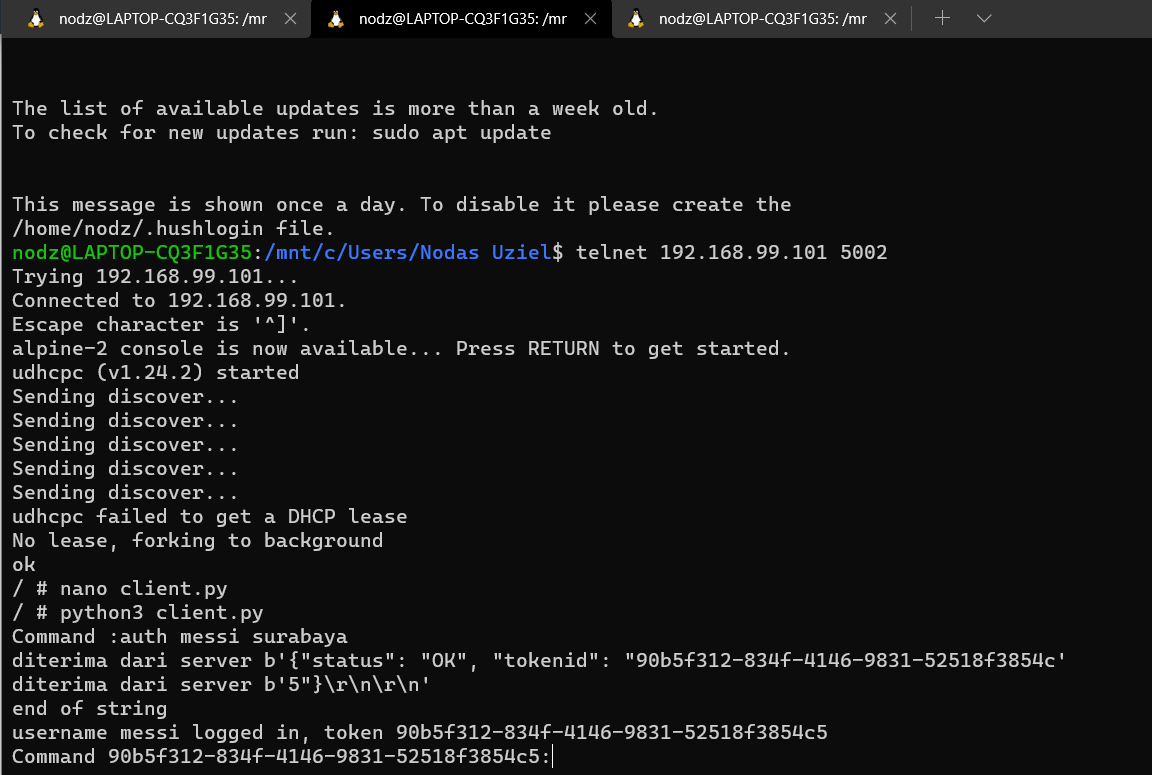 nodz@LAPTOP-CQ3F1G35: /mr
nodz@LAPTOP-CQ3F1G35: /mr
nodz@LAPTOP-CQ3F1G35: /mr
The list of available updates is more than a week old.
To check for new updates run: sudo apt update
This message is shown once a day. To disable it please create the
/home/nodz/.hushlogin file.
nodz@LAPTOP-CQ3F1G35:/mnt/c/Users/Nodas Uziel$ telnet 192.168.99.101 5002
Trying 192.168.99.101...
Connected to 192.168.99.101.
Escape character is '^]'.
alpine-2 console is now available... Press RETURN to get started.
udhcpc (v1.24.2) started
Sending discover...
Sending discover...
Sending discover...
Sending discover...
Sending discover...
udhcpc failed to get a DHCP lease
No lease, forking to background
ok
/ # nano client.py
/ # python3 client.py
Command :auth messi surabaya
diterima dari server b'{"status": "OK", "tokenid": "90b5f312-834f-4146-9831-52518f3854c'
diterima dari server b'5"}\r\n\r\n'
end of string
username messi logged in, token 90b5f312-834f-4146-9831-52518f3854c5
Command 90b5f312-834f-4146-9831-52518f3854c5: